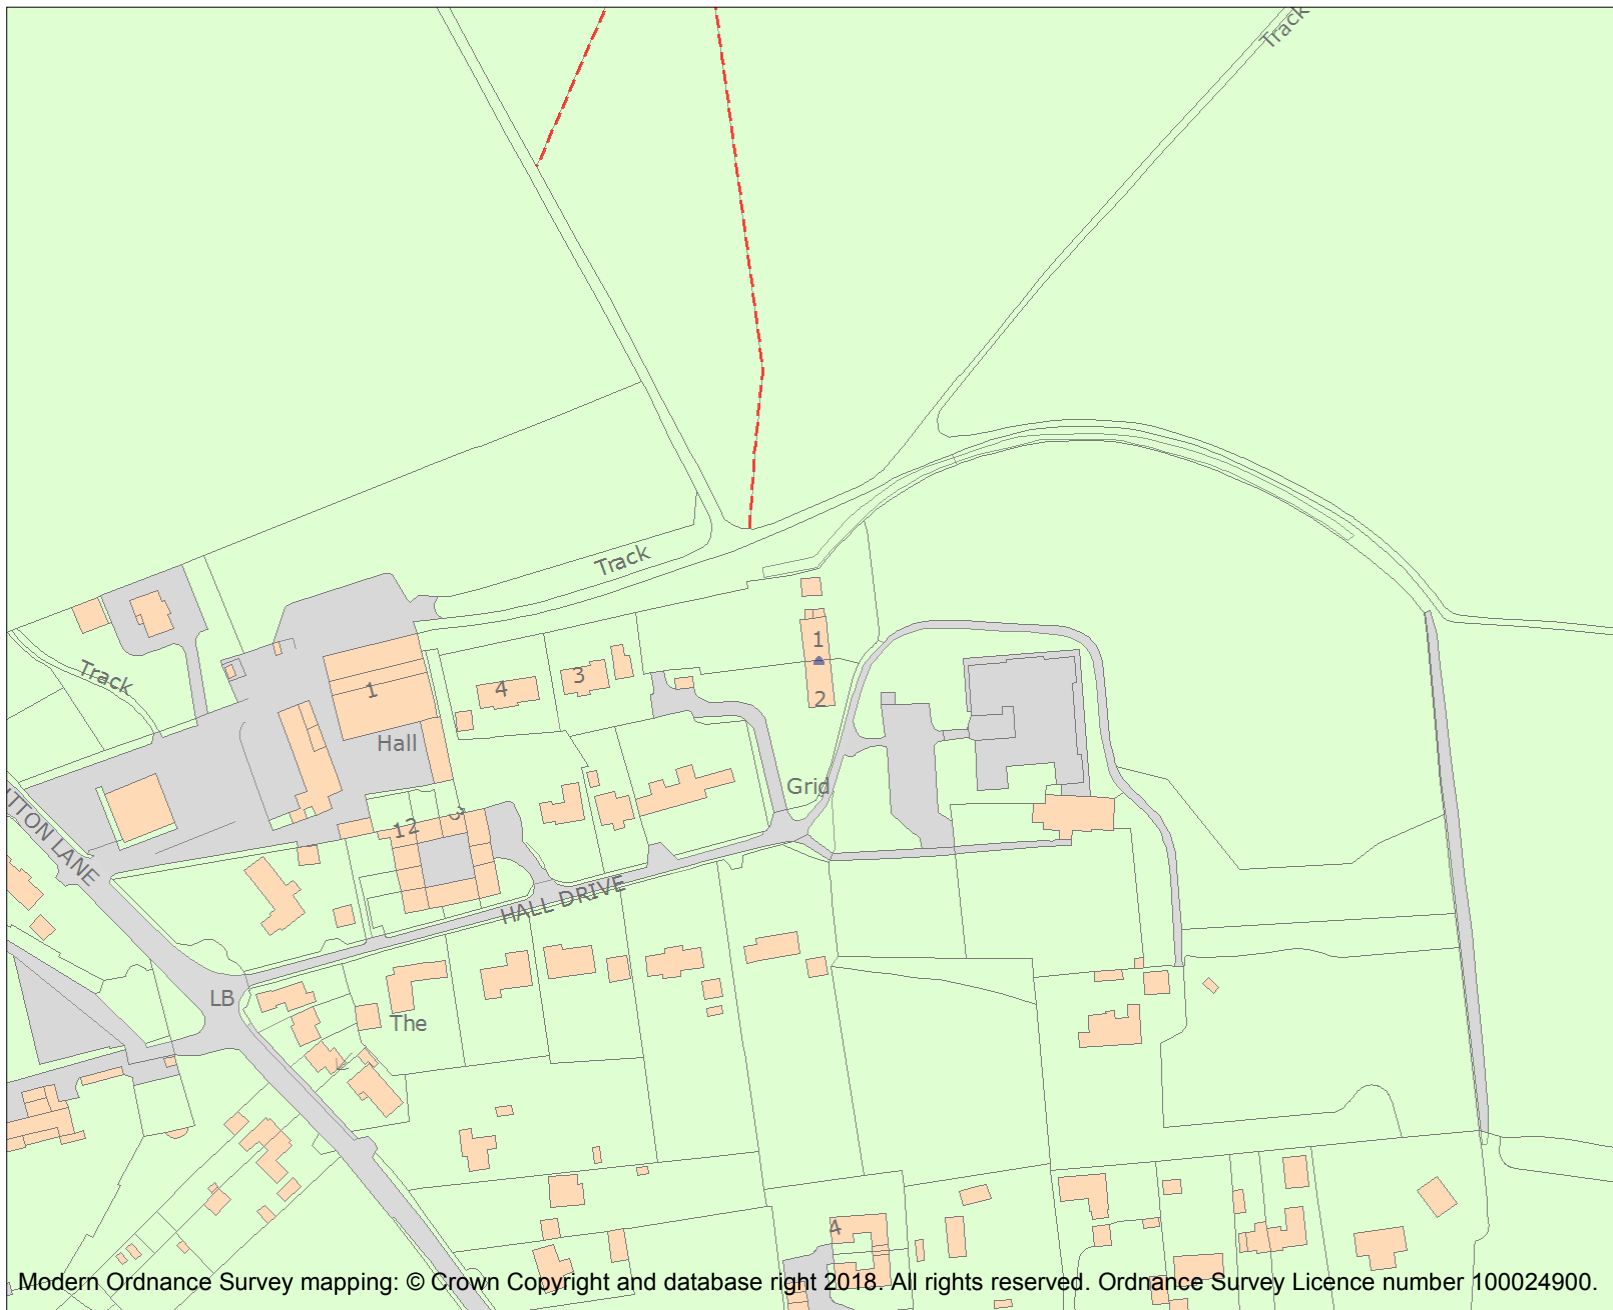 Track
Track
Track
1
1
4
3
2
Hall
Grid
ITTON LANE
12
3
HALL DRIVE
LB
The
4
Modern Ordnance Survey mapping: © Crown Copyright and database right 2018. All rights reserved. Ordnance Survey Licence number 100024900.